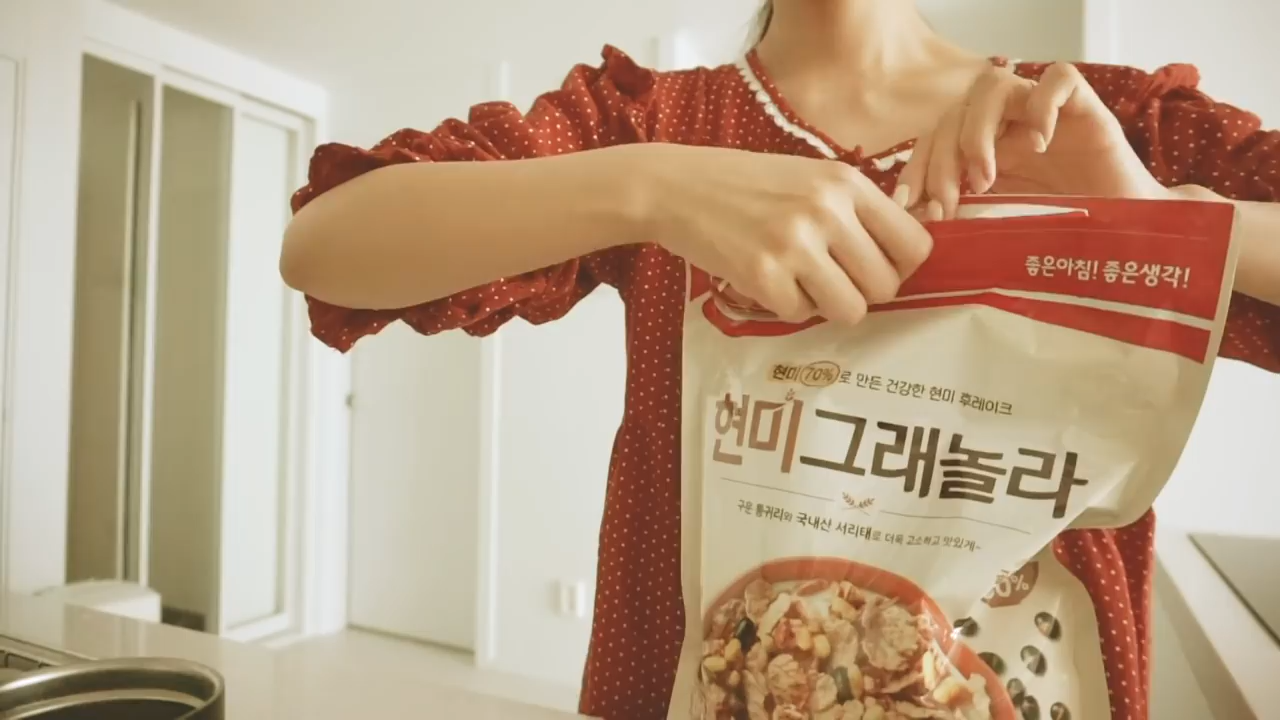 좋은아침! 좋은생각!
현미 70%로 만든 건강한 현미 후레이크
현미그래놀라
구운 통귀리와 국내산 서리태로 더욱 고소하고 맛있게~